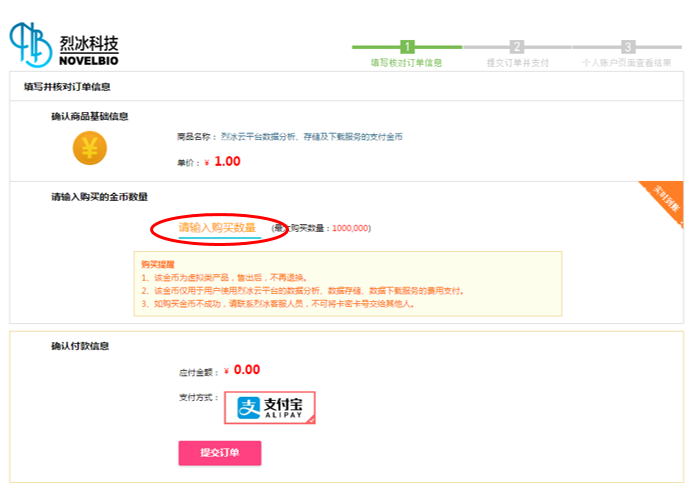 烈冰科技
NOVELBIO
1
2
3
填写核对订单信息
提交订单并支付
个人账户页面查看结果
填写并核对订单信息
确认商品基础信息
商品名称： 烈冰云平台数据分析、存储及下载服务的支付金币
单价： ¥ 1.00
请输入购买的金币数量
实时到账
请输入购买数量
(最大购买数量：1000,000)
购买提醒
1、该金币为虚拟类产品，售出后，不再退换。
2、该金币仅用于用户使用烈冰云平台的数据分析、数据存储、数据下载服务的费用支付。
3、如购买金币不成功，请联系烈冰客服人员，不可将卡密卡号交给其他人。
确认付款信息
应付金额： ¥ 0.00
支付方式：
支 支付宝
ALIPAY
提交订单